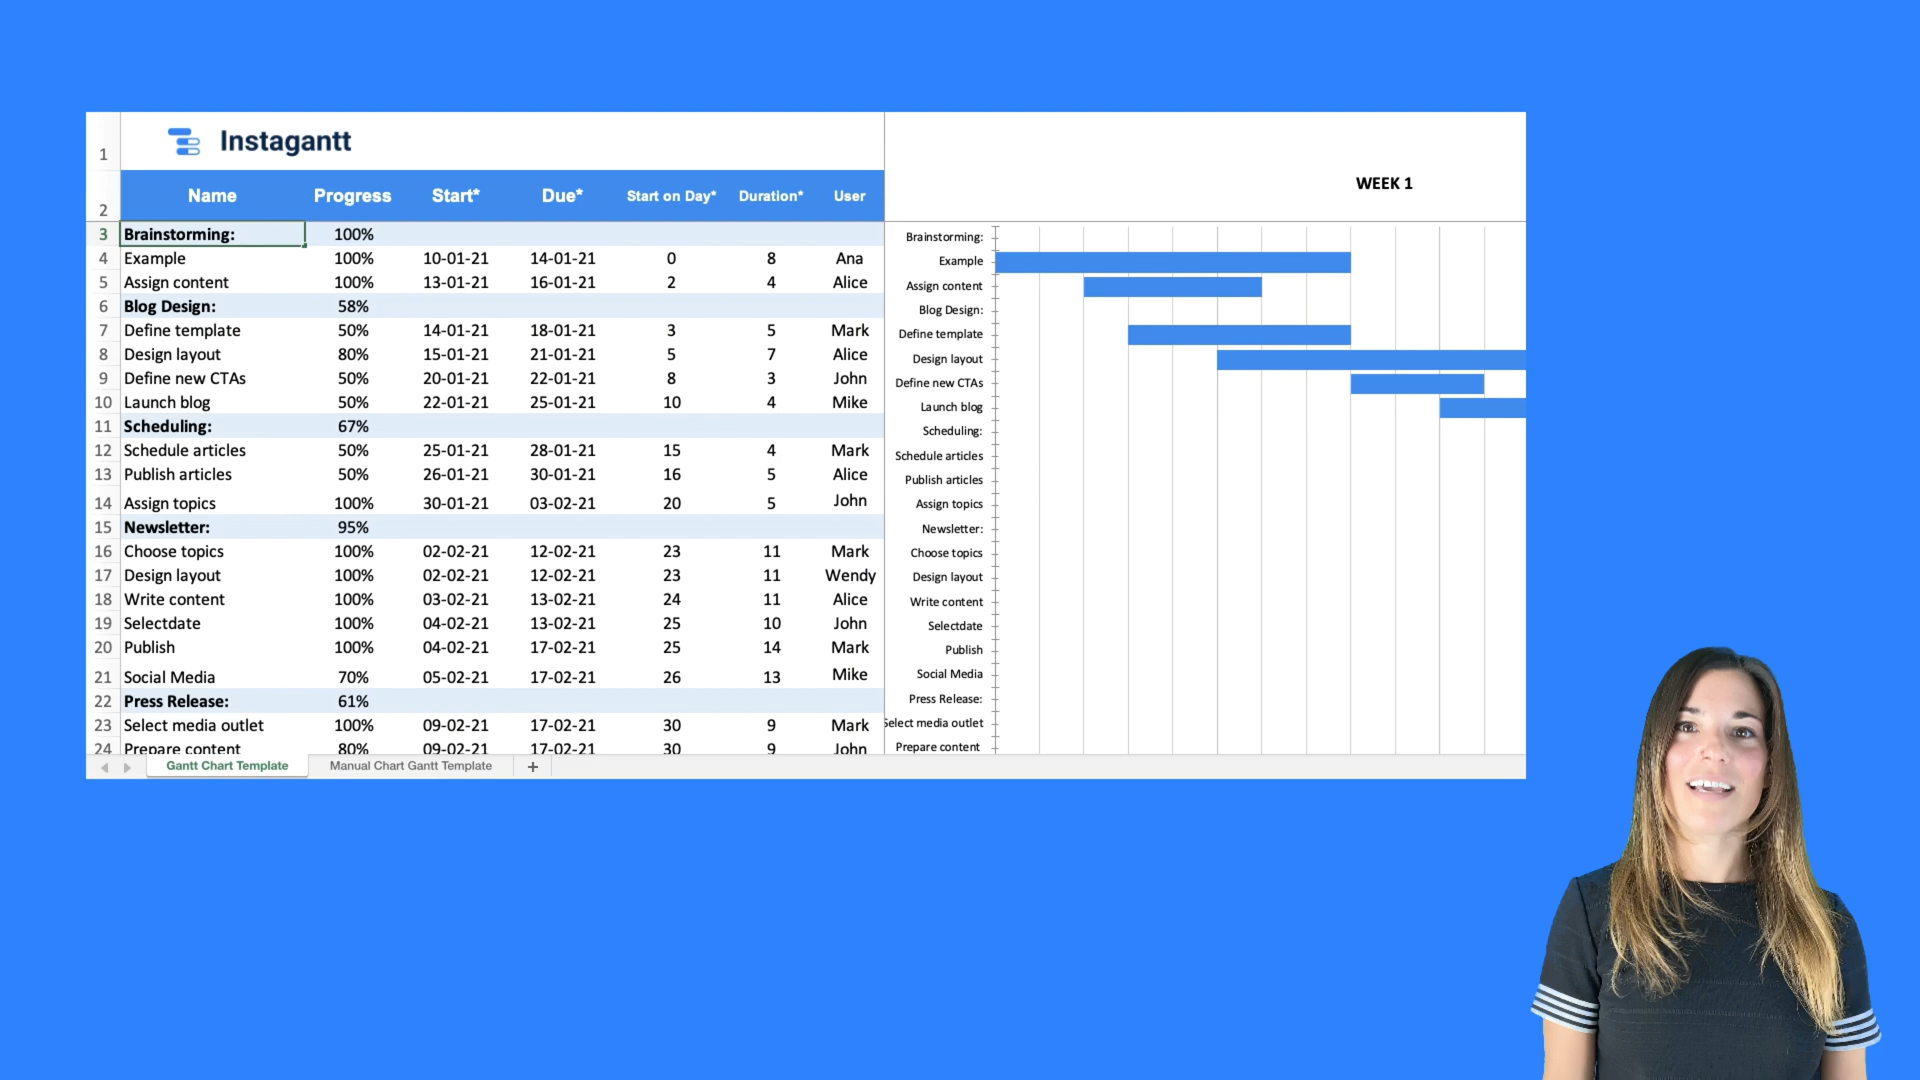 Instagantt
1
2 Name Progress Start* Due* Start on Day* Duration* User WEEK 1
3 Brainstorming: 100% Brainstorming:
4 Example 100% 10-01-21 14-01-21 0 8 Ana Example
5 Assign content 100% 13-01-21 16-01-21 2 4 Alice Assign content
6 Blog Design: 58% Blog Design:
7 Define template 50% 14-01-21 18-01-21 3 5 Mark Define template
8 Design layout 80% 15-01-21 21-01-21 5 7 Alice Design layout
9 Define new CTAs 50% 20-01-21 22-01-21 8 3 John Define new CTAs
10 Launch blog 50% 22-01-21 25-01-21 10 4 Mike Launch blog
11 Scheduling: 67% Scheduling:
12 Schedule articles 50% 25-01-21 28-01-21 15 4 Mark Schedule articles
13 Publish articles 50% 26-01-21 30-01-21 16 5 Alice Publish articles
14 Assign topics 100% 30-01-21 03-02-21 20 5 John Assign topics
15 Newsletter: 95% Newsletter:
16 Choose topics 100% 02-02-21 12-02-21 23 11 Mark Choose topics
17 Design layout 100% 02-02-21 12-02-21 23 11 Wendy Design layout
18 Write content 100% 03-02-21 13-02-21 24 11 Alice Write content
19 Selectdate 100% 04-02-21 13-02-21 25 10 John Selectdate
20 Publish 100% 04-02-21 17-02-21 25 14 Mark Publish
21 Social Media 70% 05-02-21 17-02-21 26 13 Mike Social Media
22 Press Release: 61% Press Release:
23 Select media outlet 100% 09-02-21 17-02-21 30 9 Mark Select media outlet
24 Prepare content 80% 09-02-21 17-02-21 30 9 John Prepare content
Gantt Chart Template Manual Chart Gantt Template +